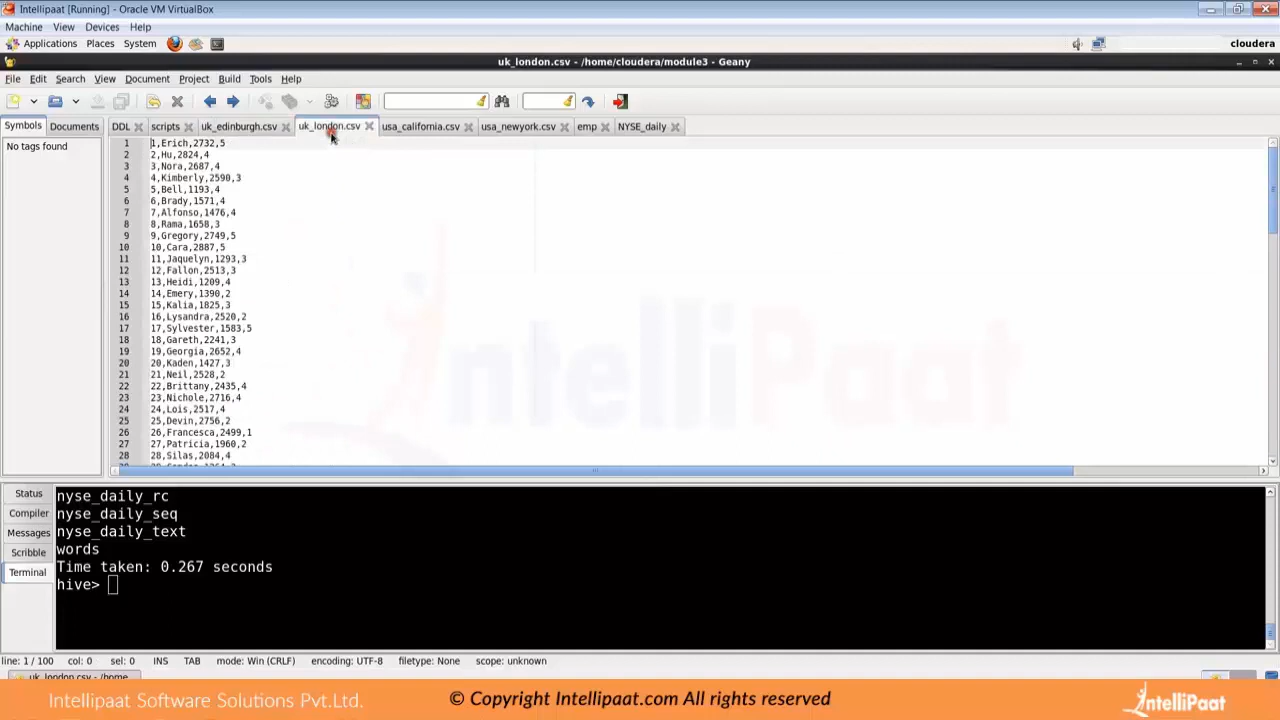 Intellipaat [Running] - Oracle VM VirtualBox
Machine View Devices Help
Applications Places System cloudera
uk_london.csv - /home/cloudera/module3 - Geany
File Edit Search View Document Project Build Tools Help
Symbols Documents DDL scripts uk_edinburgh.csv uk_london.csv usa_california.csv usa_newyork.csv emp NYSE_daily
No tags found
1 1,Erich,2732,5
2 2,Hu,2824,4
3 3,Nora,2687,4
4 4,Kimberly,2590,3
5 5,Bell,1193,4
6 6,Brady,1571,4
7 7,Alfonso,1476,4
8 8,Rama,1658,3
9 9,Gregory,2749,5
10 10,Cara,2887,5
11 11,Jaquelyn,1293,3
12 12,Fallon,2513,3
13 13,Heidi,1209,4
14 14,Emery,1390,2
15 15,Kalia,1825,3
16 16,Lysandra,2520,2
17 17,Sylvester,1583,5
18 18,Gareth,2241,3
19 19,Georgia,2652,4
20 20,Kaden,1427,3
21 21,Neil,2528,2
22 22,Brittany,2435,4
23 23,Nichole,2716,4
24 24,Lois,2517,4
25 25,Devin,2756,2
26 26,Francesca,2499,1
27 27,Patricia,1960,2
28 28,Silas,2084,4
IntelliPaat
Status
Compiler
Messages
Scribble
Terminal
nyse_daily_rc
nyse_daily_seq
nyse_daily_text
words
Time taken: 0.267 seconds
hive>
line: 1 / 100 col: 0 sel: 0 INS TAB mode: Win (CRLF) encoding: UTF-8 filetype: None scope: unknown
uk_london.csv - /home
Intellipaat Software Solutions Pvt.Ltd. © Copyright Intellipaat.com All rights reserved IntelliPaat